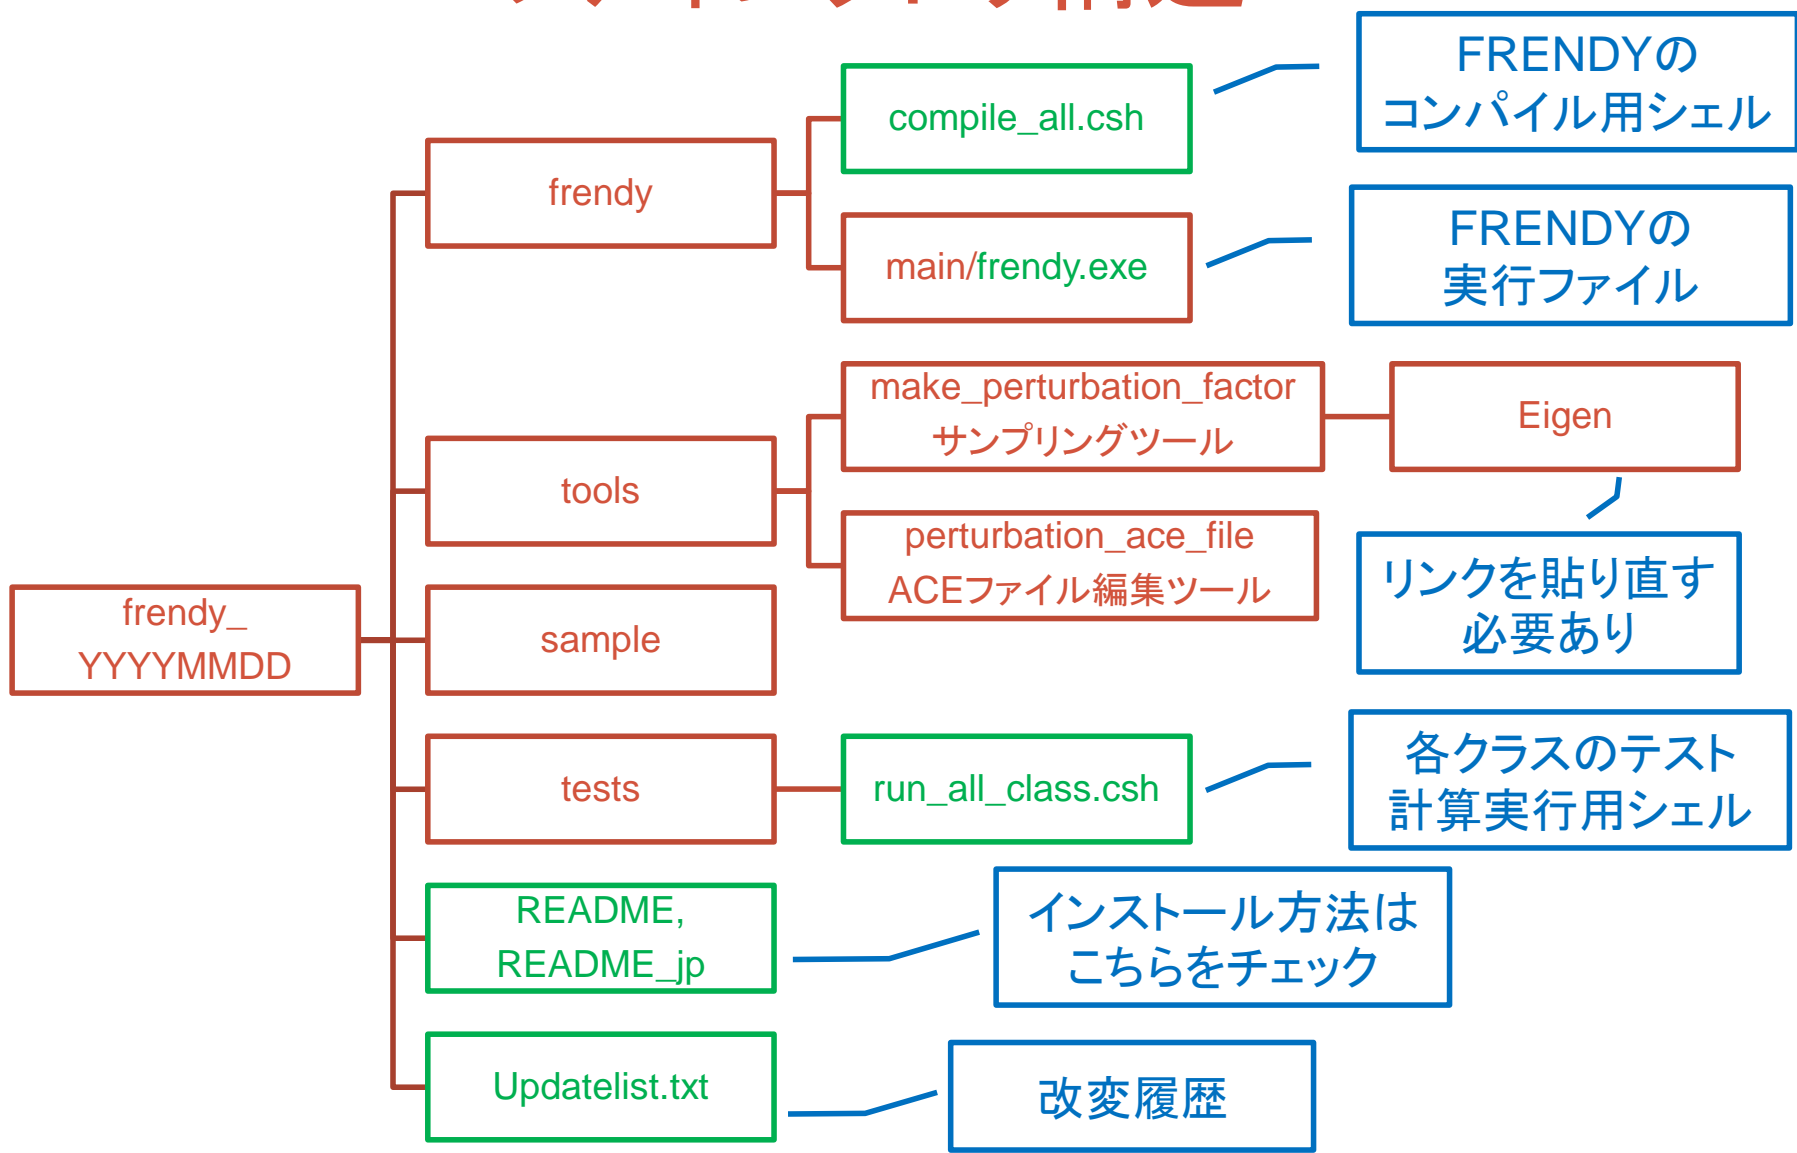 FRENDYの
コンパイル用シェル
compile_all.csh
frendy
FRENDYの
実行ファイル
main/frendy.exe
make_perturbation_factor
サンプリングツール
Eigen
tools
perturbation_ace_file
ACEファイル編集ツール
リンクを貼り直す
必要あり
frendy_
YYYYMMDD
sample
各クラスのテスト
計算実行用シェル
tests
run_all_class.csh
README,
README_jp
インストール方法は
こちらをチェック
Updatelist.txt
改変履歴